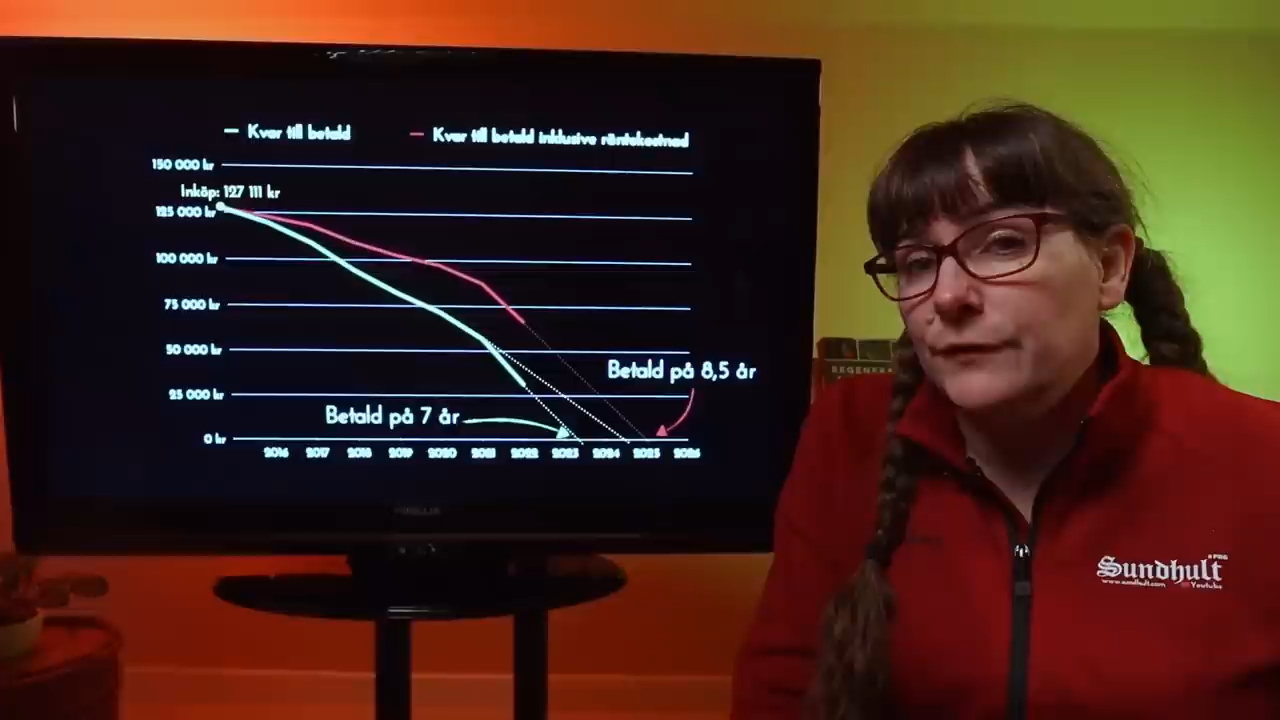 Kvar till betald
Kvar till betald inklusive räntekostnad
150 000 kr
Inköp: 127 111 kr
125 000 kr
100 000 kr
75 000 kr
50 000 kr
Betald på 8,5 år
25 000 kr
Betald på 7 år
0 kr
2016 2017 2018 2019 2020 2021 2022 2023 2024 2025 2026
REGENERA
Sundhult
www.sundhult.com Youtube